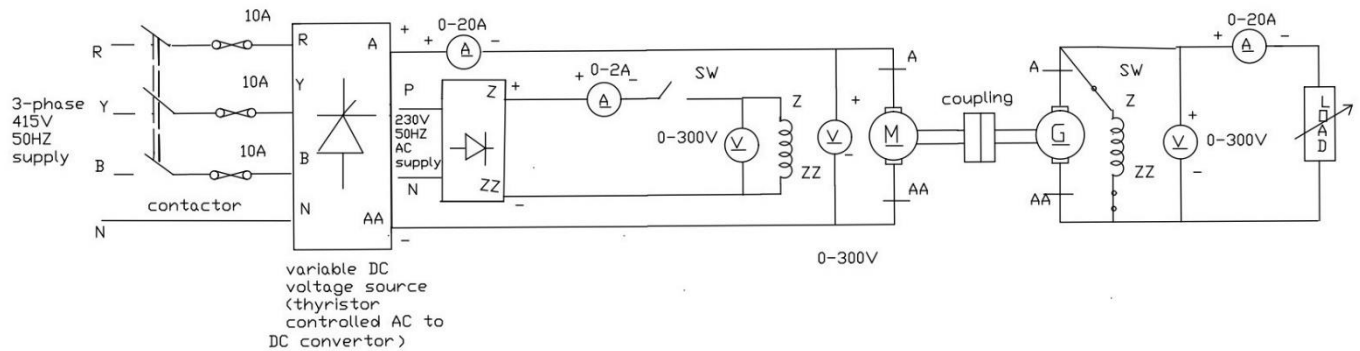 10A
R
10A
Y
3-phase
415V
50HZ
supply
10A
B
contactor
N
R
A
Y
B
N
AA
+
-
variable DC
voltage source
(thyristor
controlled AC to
DC convertor)
0-20A
+
A
-
P
230V
50HZ
AC
supply
N
Z
ZZ
+
-
0-2A
+
A
-
SW
0-300V
V
Z
ZZ
V
+
-
0-300V
A
M
AA
coupling
A
G
AA
SW
Z
ZZ
+
V
-
0-300V
0-20A
+
A
-
LOAD